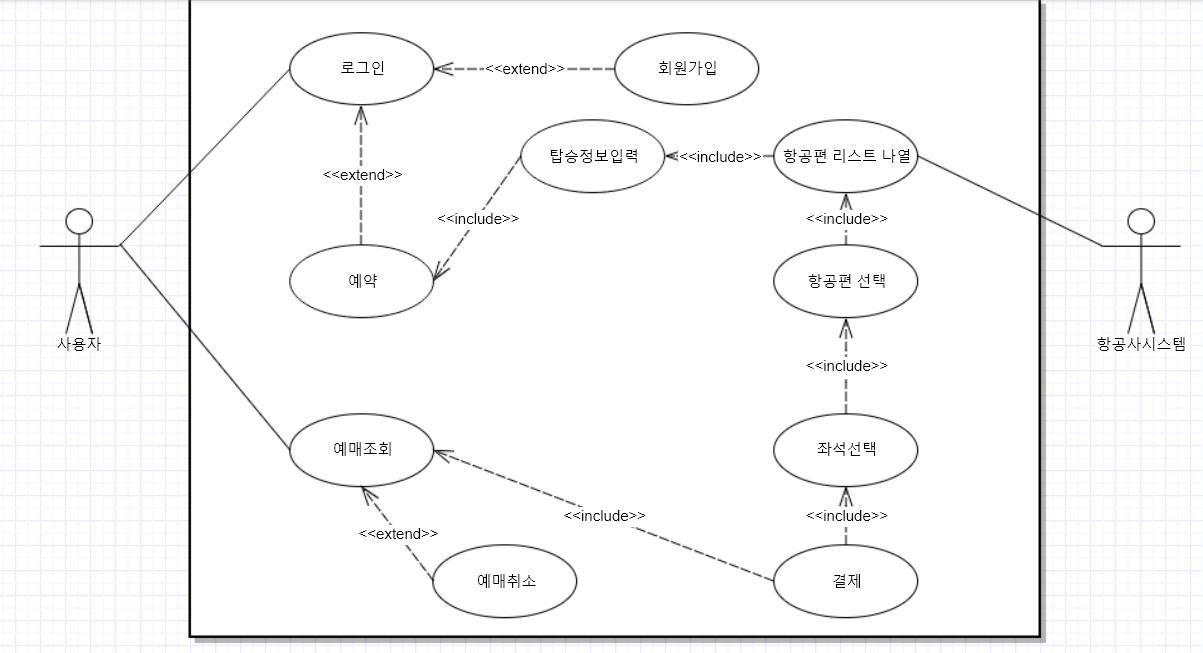 로그인
<<extend>>
회원가입
탑승정보입력
<<include>>
항공편 리스트 나열
<<extend>>
<<include>>
<<include>>
예약
항공편 선택
사용자
항공사시스템
<<include>>
예매조회
좌석선택
<<include>>
<<include>>
<<extend>>
예매취소
결제